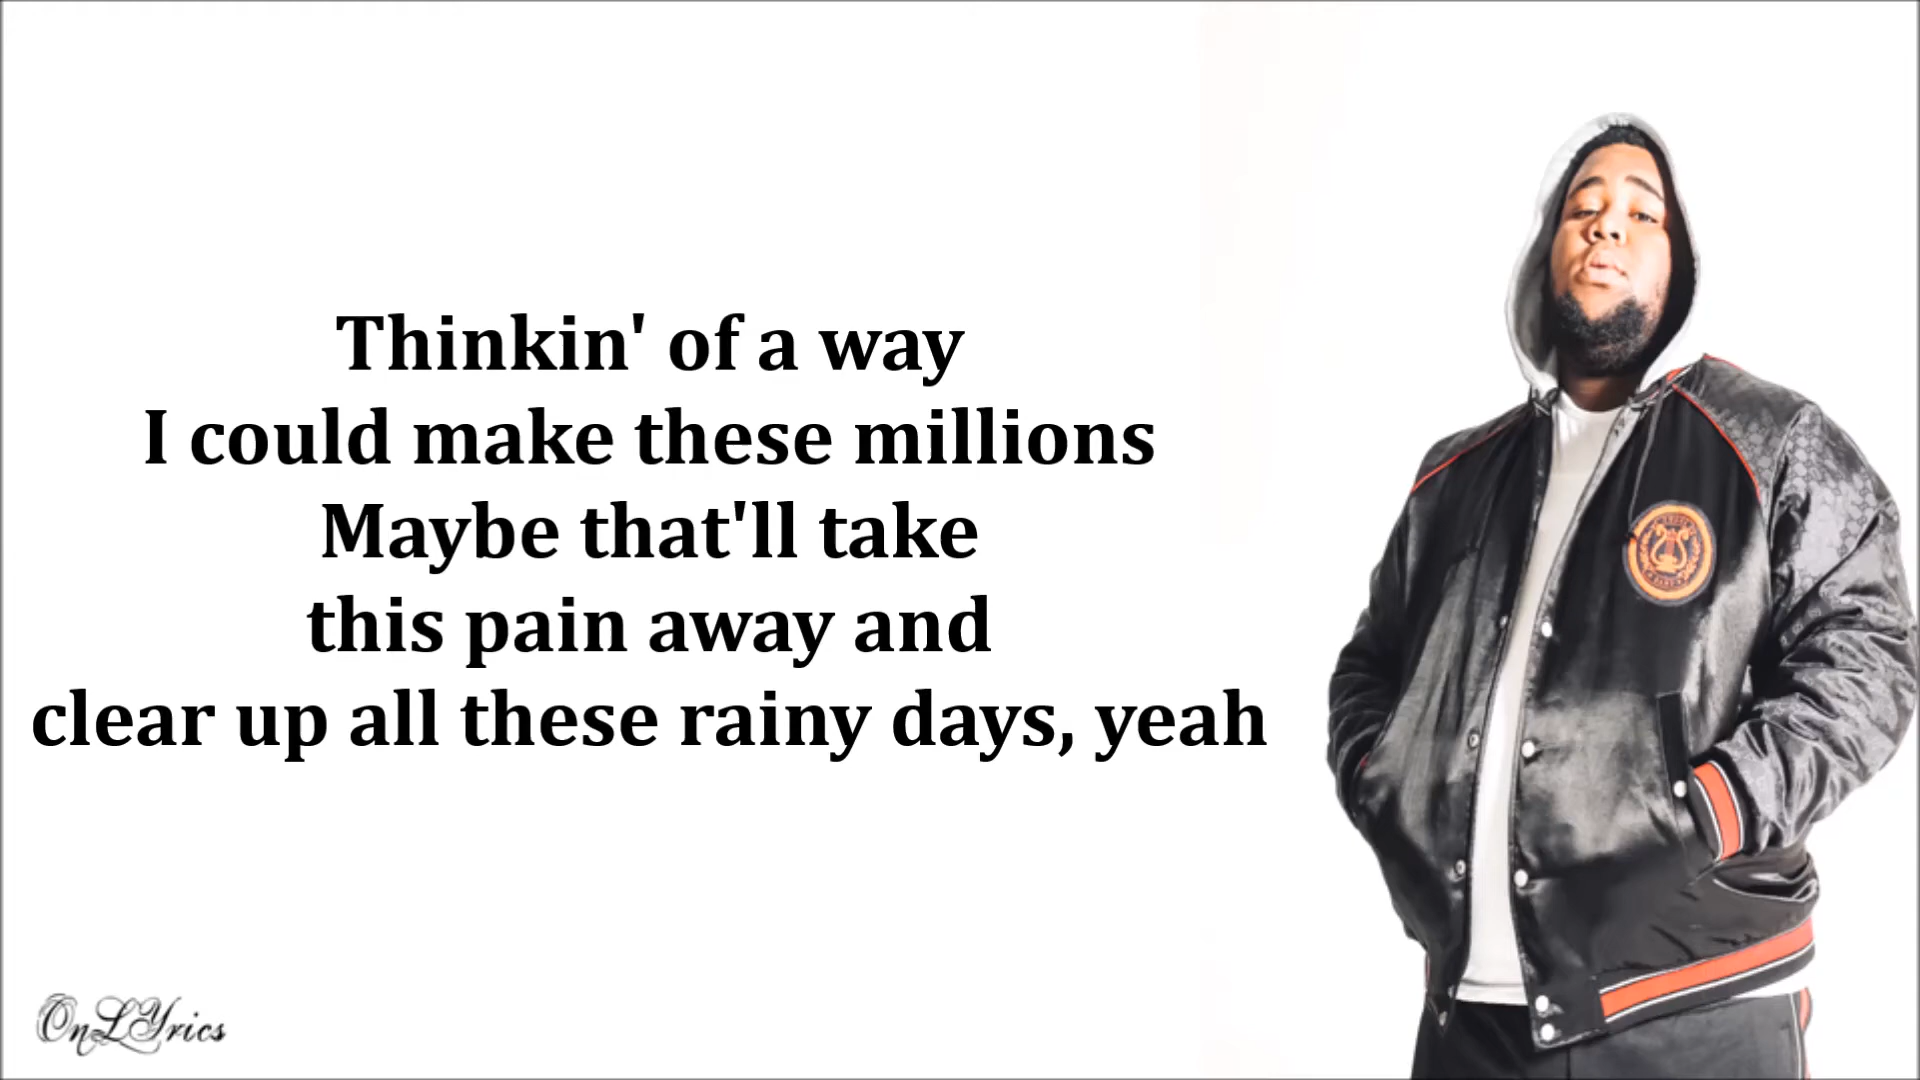 Thinkin' of a way
I could make these millions
Maybe that'll take
this pain away and
clear up all these rainy days, yeah
OnLYrics